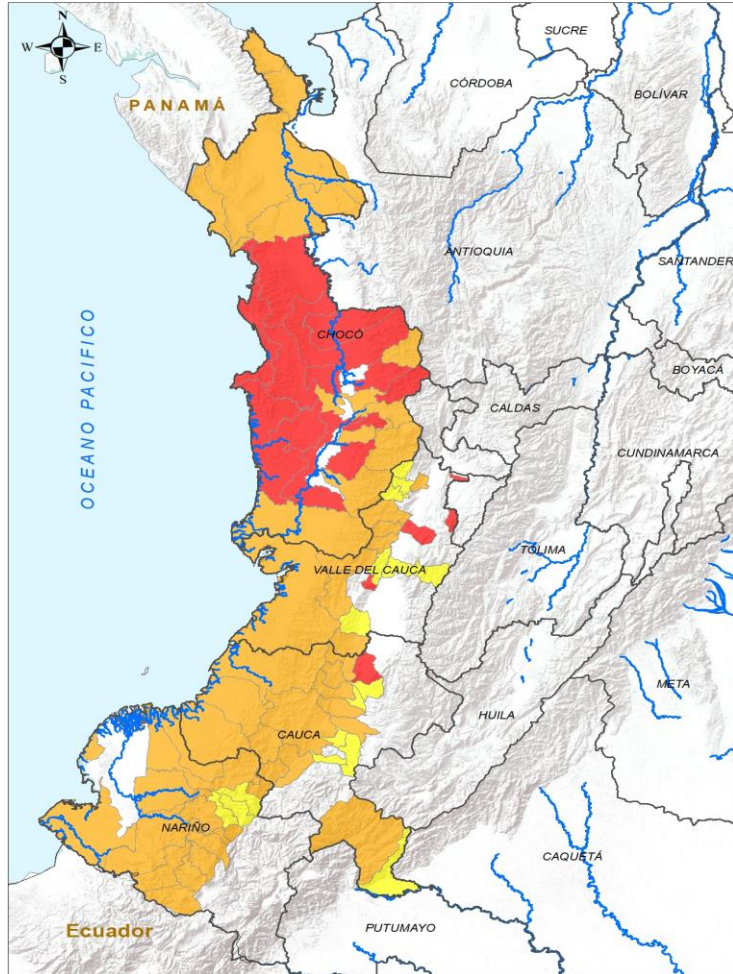 N
W E
S
SUCRE
CÓRDOBA
BOLÍVAR
PANAMÁ
ANTIOQUIA
SANTANDER
OCEANO PACIFICO
CHOCÓ
BOYACÁ
CALDAS
CUNDINAMARCA
TOLIMA
VALLE DEL CAUCA
META
HUILA
CAUCA
NARIÑO
CAQUETÁ
Ecuador
PUTUMAYO